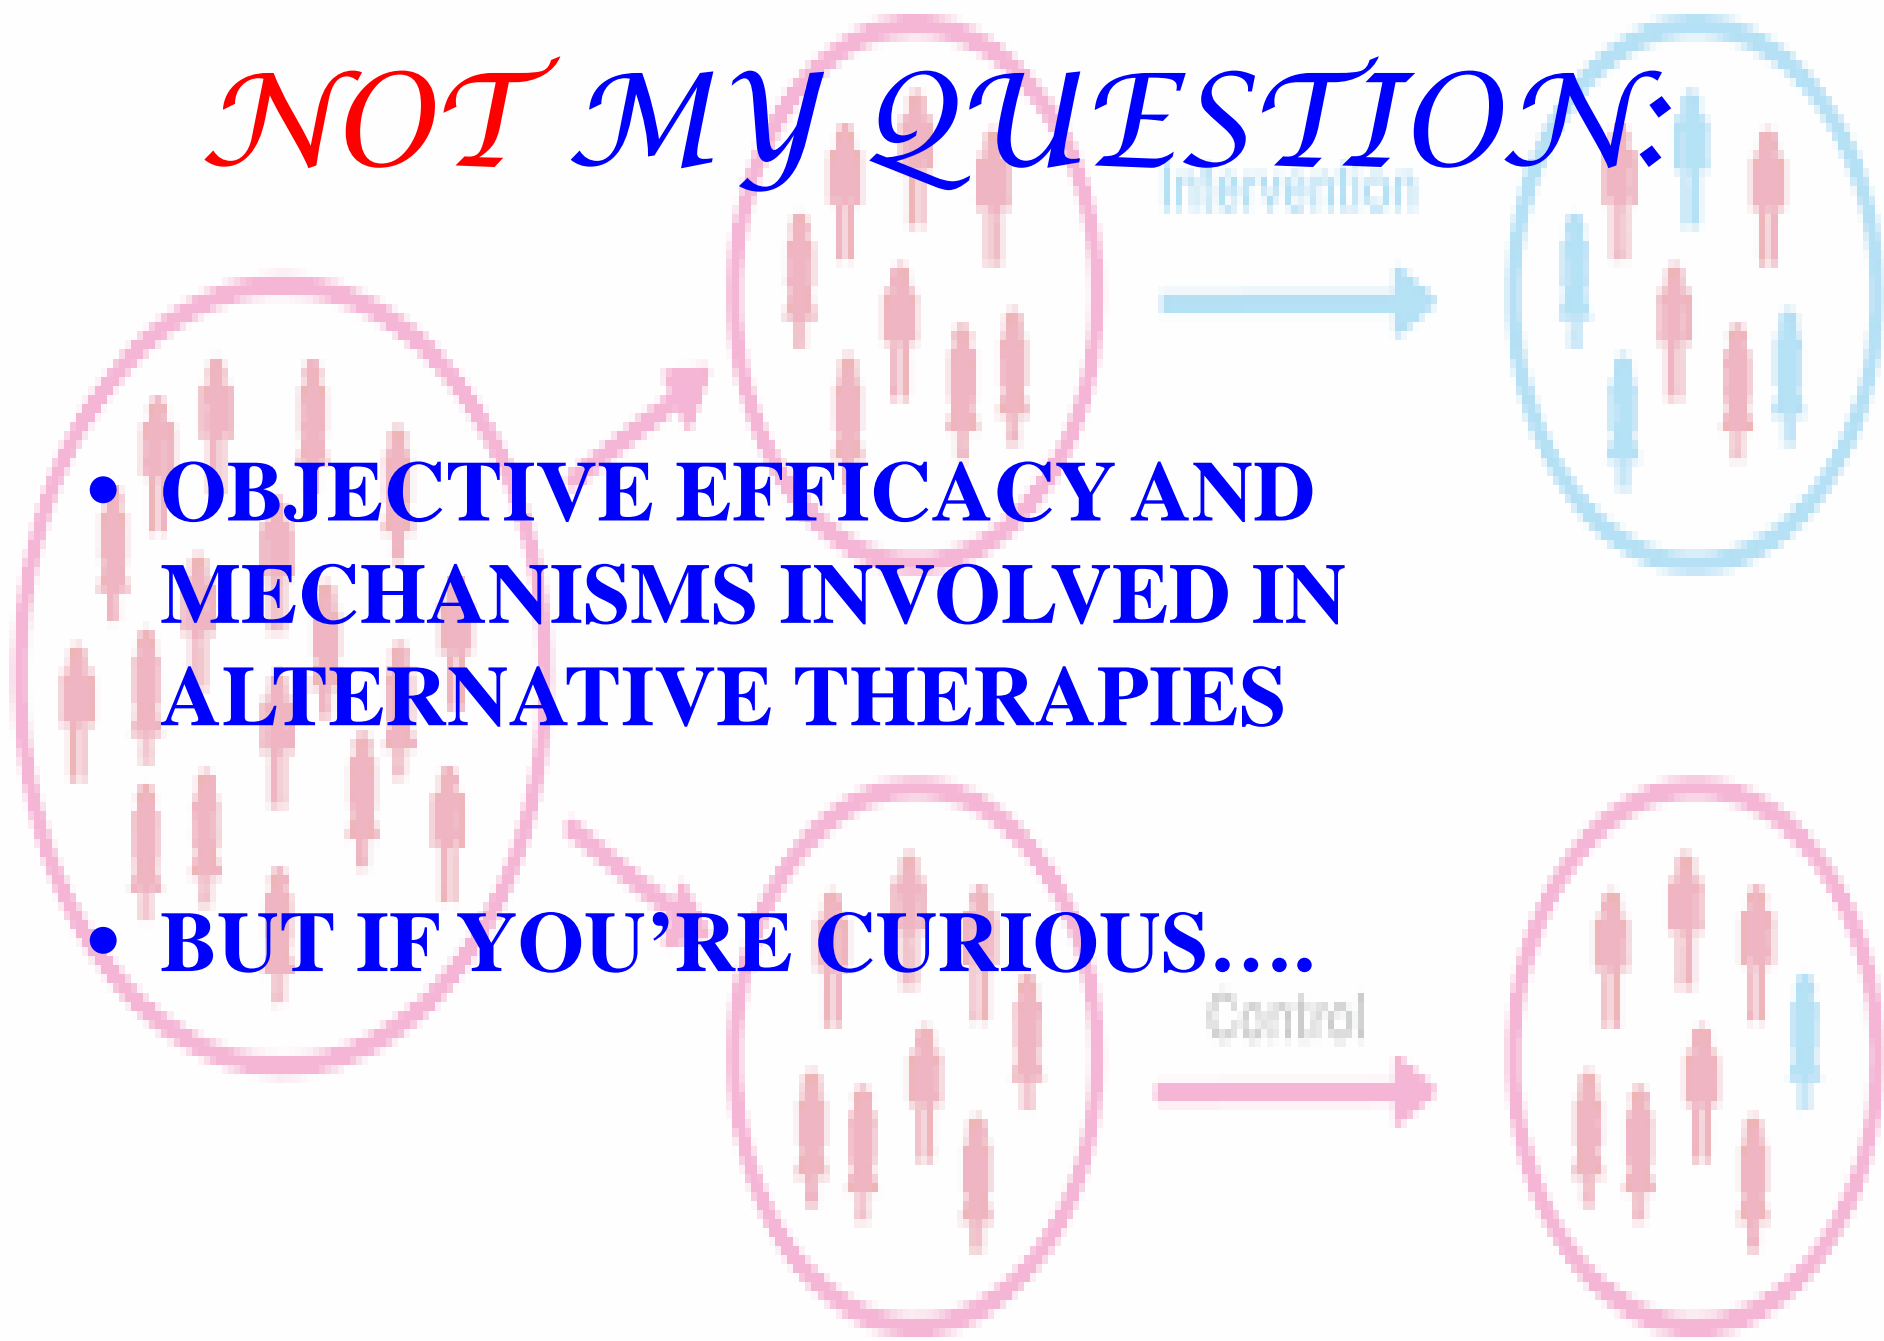 NOT MY QUESTION:
Intervention
• OBJECTIVE EFFICACY AND
MECHANISMS INVOLVED IN
ALTERNATIVE THERAPIES
• BUT IF YOU’RE CURIOUS….
Control